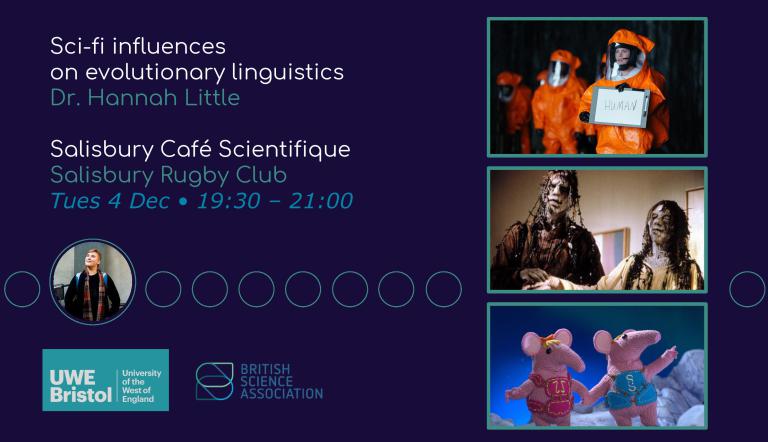 Sci-fi influences
on evolutionary linguistics
Dr. Hannah Little
Salisbury Café Scientifique
Salisbury Rugby Club
Tues 4 Dec • 19:30 – 21:00
HUMAN
UWE
Bristol
University
of the
West of
England
BRITISH
SCIENCE
ASSOCIATION